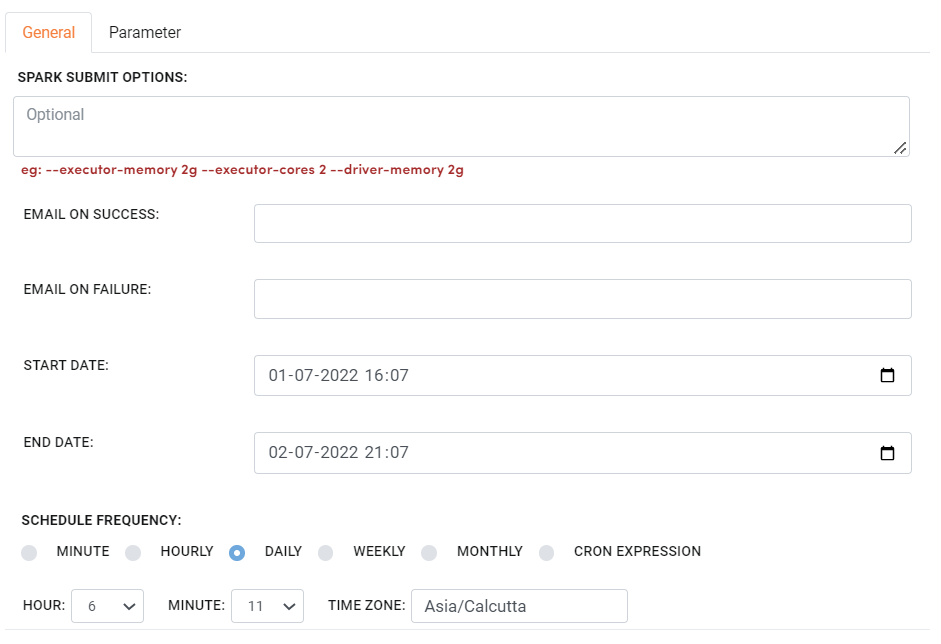 General Parameter
SPARK SUBMIT OPTIONS:
Optional
eg: --executor-memory 2g --executor-cores 2 --driver-memory 2g
EMAIL ON SUCCESS:
EMAIL ON FAILURE:
START DATE: 01-07-2022 16:07
END DATE: 02-07-2022 21:07
SCHEDULE FREQUENCY:
MINUTE HOURLY DAILY WEEKLY MONTHLY CRON EXPRESSION
HOUR: 6 MINUTE: 11 TIME ZONE: Asia/Calcutta